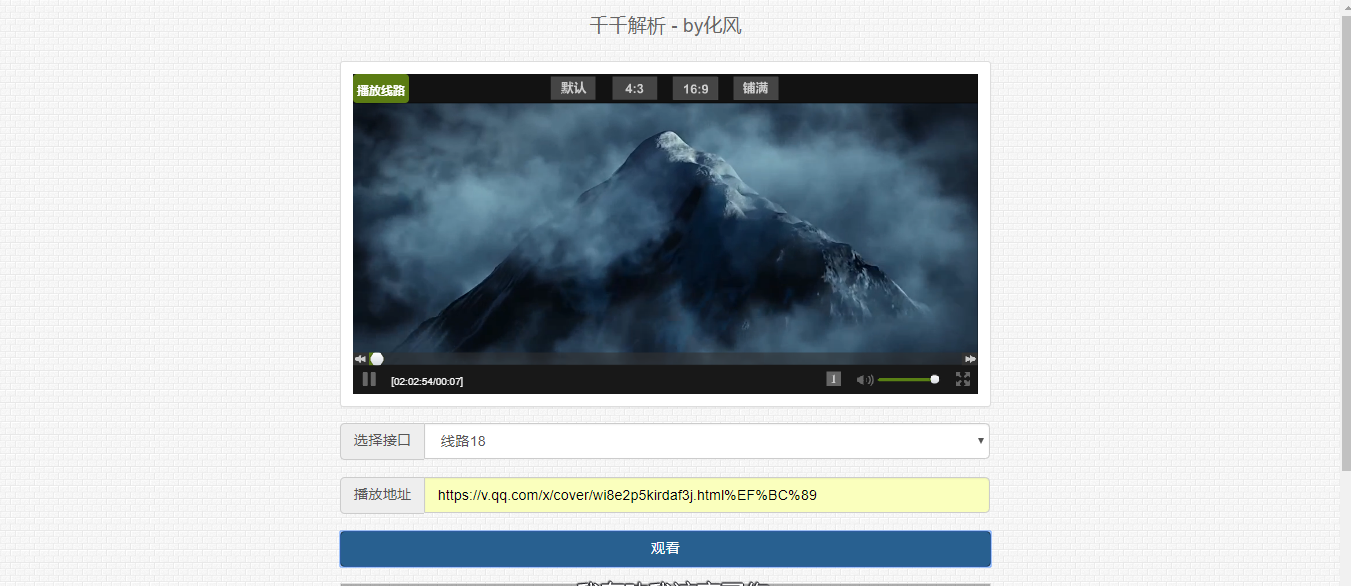 千千解析 - by化风
播放线路 默认 4:3 16:9 铺满
[02:02:54/00:07]
选择接口 线路18
播放地址 https://v.qq.com/x/cover/wi8e2p5kirdaf3j.html%EF%BC%89
观看